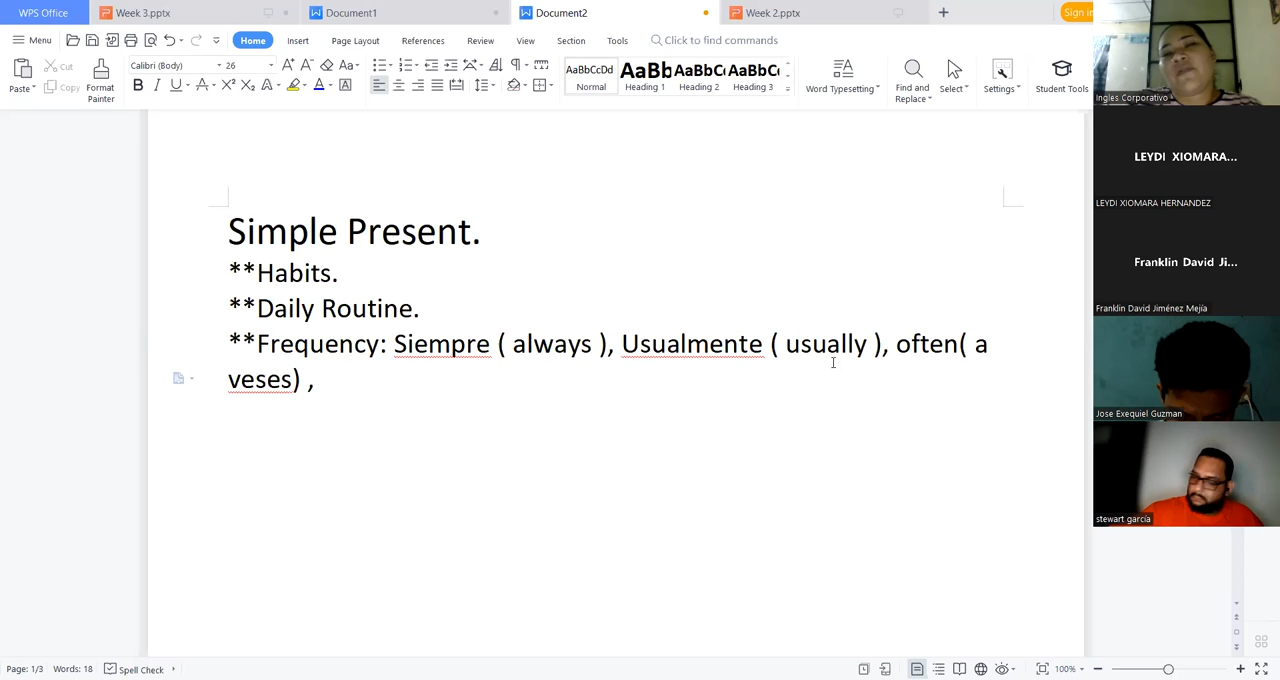 WPS Office Week 3.pptx Document1 Document2 Week 2.pptx Sign in
Menu Home Insert Page Layout References Review View Section Tools Click to find commands
Calibri (Body) 26 AaBbCcDd AaBb AaBbCc AaBbCc
Paste Cut Copy Format Painter Normal Heading 1 Heading 2 Heading 3 Word Typesetting Find and Replace Select Settings Student Tools
Ingles Corporativo
LEYDI XIOMARA...
LEYDI XIOMARA HERNANDEZ
Simple Present.
**Habits.
Franklin David Ji...
**Daily Routine.
Franklin David Jiménez Mejía
**Frequency: Siempre ( always ), Usualmente ( usually ), often( a
veses) ,
Jose Exequiel Guzman
stewart garcía
Page: 1/3 Words: 18 Spell Check 100%